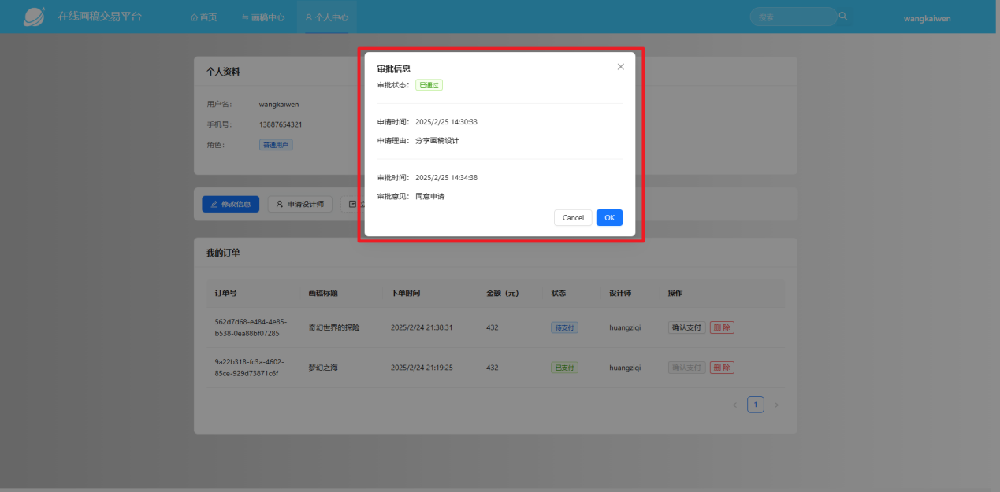 在线画稿交易平台 首页 画稿中心 个人中心 搜索 wangkaiwen
个人资料
用户名： wangkaiwen
手机号： 13887654321
角色： 普通用户
修改信息 申请设计师
审批信息
审批状态： 已通过
申请时间： 2025/2/25 14:30:33
申请理由： 分享画稿设计
审批时间： 2025/2/25 14:34:38
审批意见： 同意申请
Cancel OK
我的订单
订单号 画稿标题 下单时间 金额（元） 状态 设计师 操作
562d7d68-e484-4e85-
b538-0ea88bf07285 奇幻世界的探险 2025/2/24 21:38:31 432 待支付 huangziqi 确认支付 删 除
9a22b318-fc3a-4602-
85ce-929d73871c6f 梦幻之海 2025/2/24 21:19:25 432 已支付 huangziqi 确认支付 删 除
< 1 >